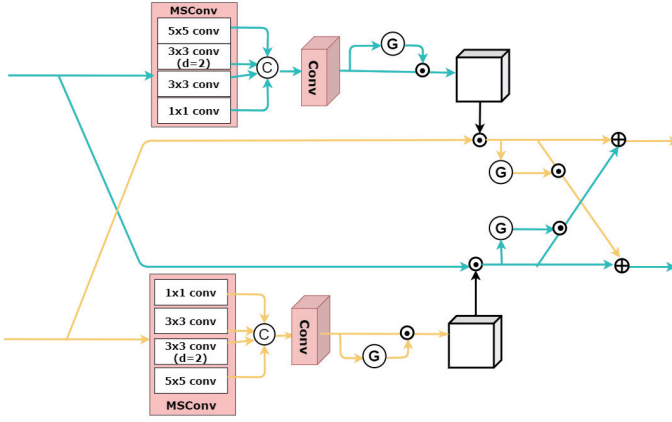 MSConv
5x5 conv
3x3 conv
(d=2)
3x3 conv
1x1 conv
C
Conv
G
G
G
1x1 conv
3x3 conv
3x3 conv
(d=2)
5x5 conv
MSConv
C
Conv
G